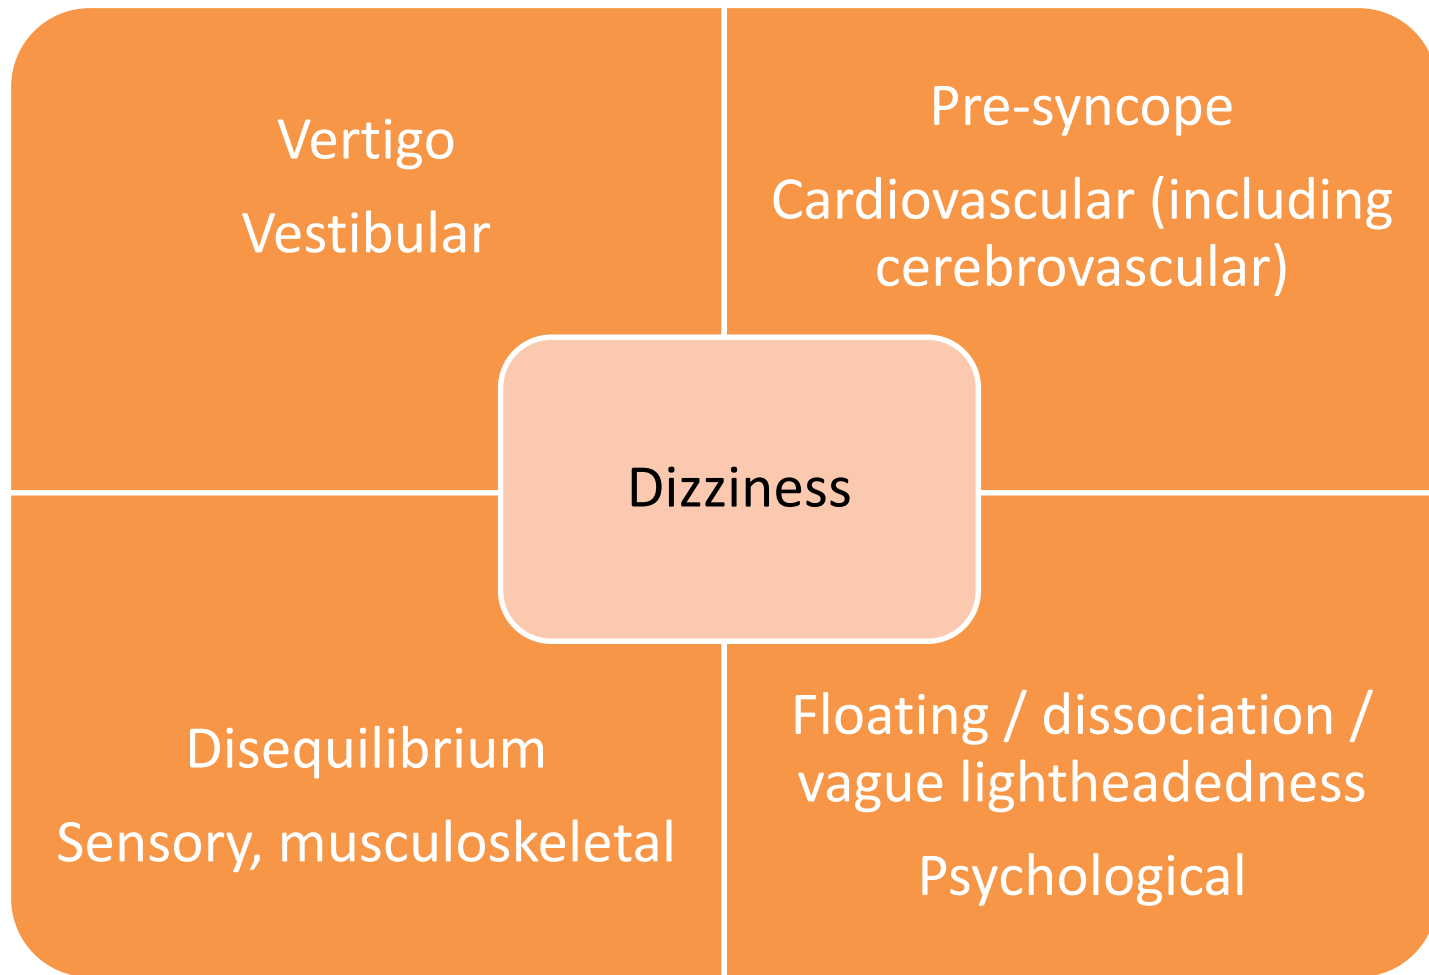 Vertigo
Vestibular
Pre-syncope
Cardiovascular (including
cerebrovascular)
Dizziness
Disequilibrium
Sensory, musculoskeletal
Floating / dissociation /
vague lightheadedness
Psychological